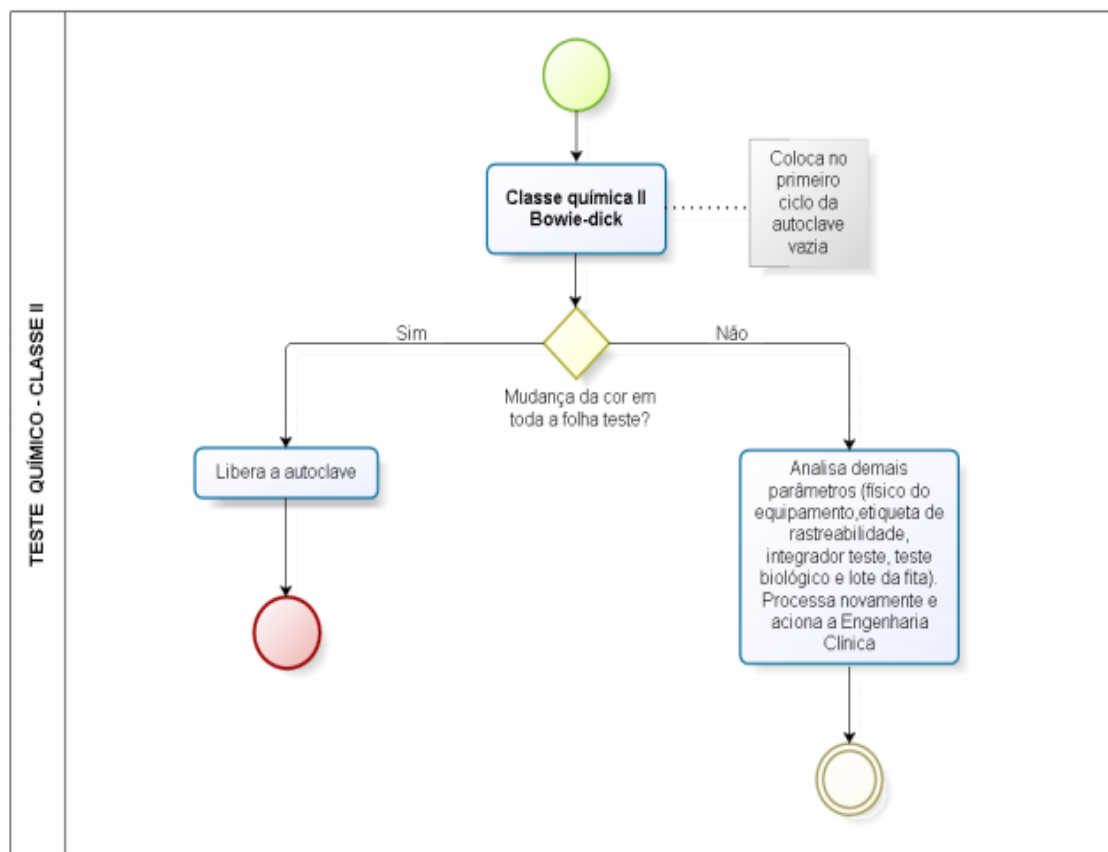 TESTE QUÍMICO - CLASSE II
Classe química II
Bowie-dick
Coloca no
primeiro
ciclo da
autoclave
vazia
Sim
Não
Mudança da cor em
toda a folha teste?
Libera a autoclave
Analisa demais
parâmetros (físico do
equipamento,etiqueta de
rastreabilidade,
integrador teste, teste
biológico e lote da fita).
Processa novamente e
aciona a Engenharia
Clínica